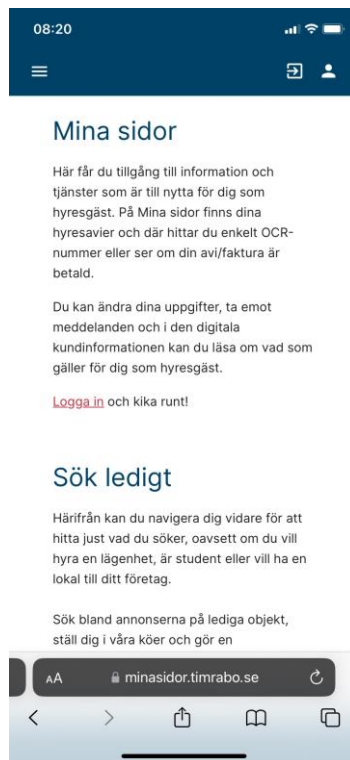 08:20
Mina sidor
Här får du tillgång till information och
tjänster som är till nytta för dig som
hyresgäst. På Mina sidor finns dina
hyresavier och där hittar du enkelt OCR-
nummer eller ser om din avi/faktura är
betald.
Du kan ändra dina uppgifter, ta emot
meddelanden och i den digitala
kundinformationen kan du läsa om vad som
gäller för dig som hyresgäst.
Logga in och kika runt!
Sök ledigt
Härifrån kan du navigera dig vidare för att
hitta just vad du söker, oavsett om du vill
hyra en lägenhet, är student eller vill ha en
lokal till ditt företag.
Sök bland annonserna på lediga objekt,
ställ dig i våra köer och gör en
AA minasidor.timrabo.se